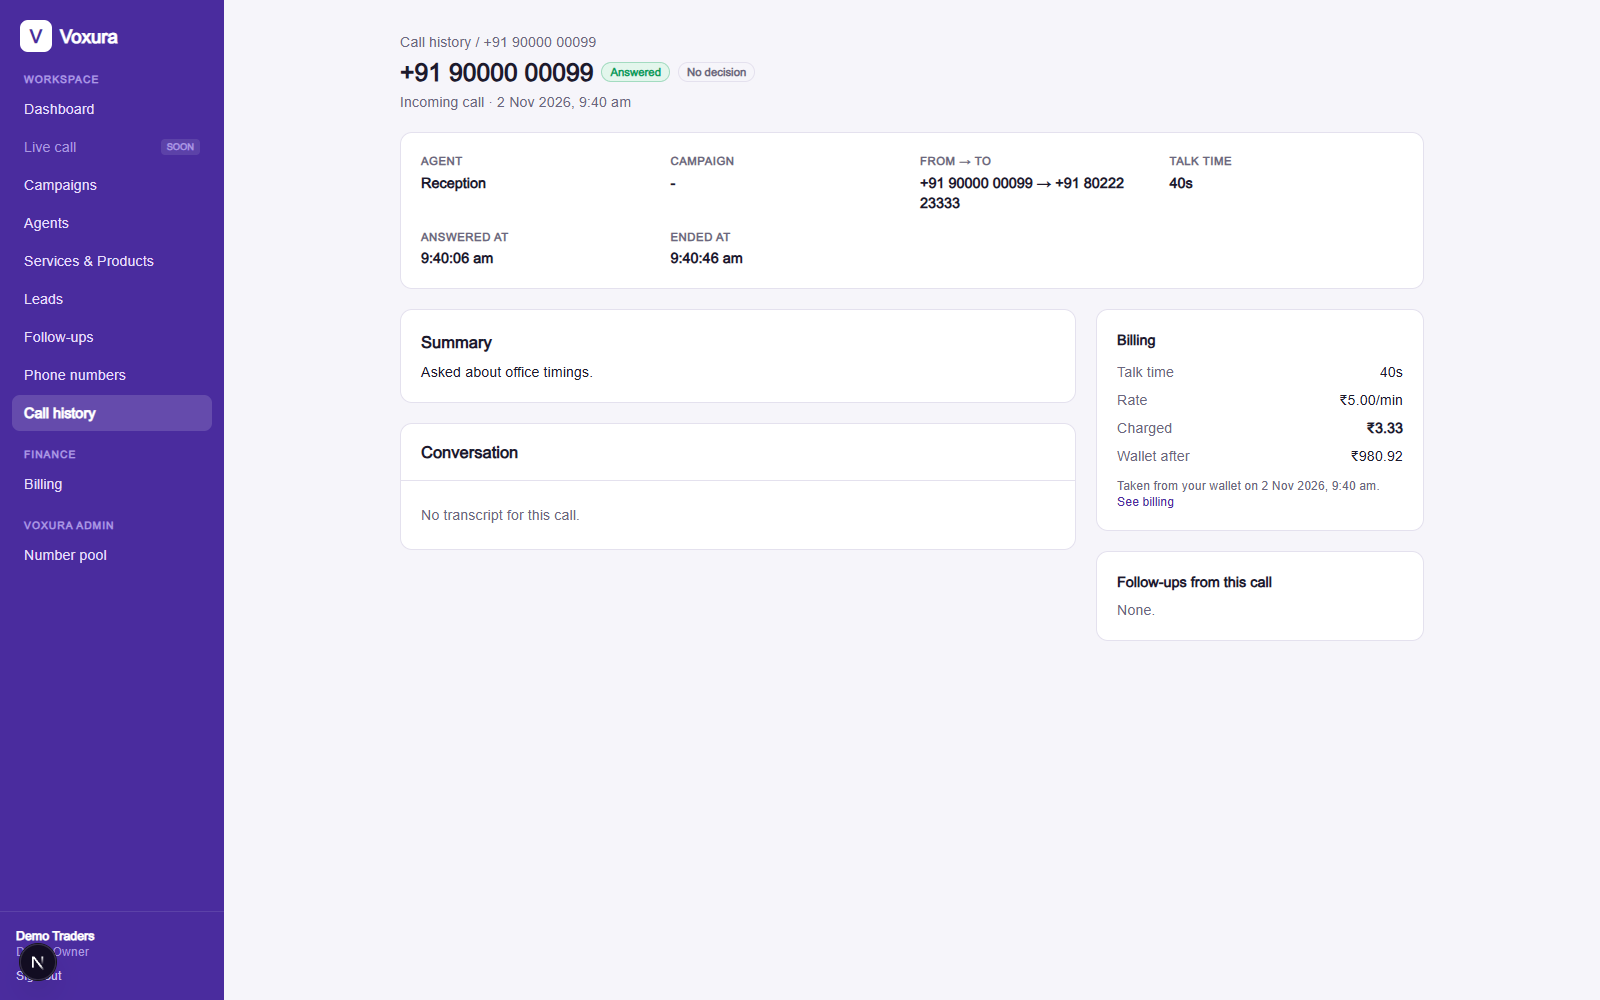 V Voxura
WORKSPACE
Dashboard
Live call SOON
Campaigns
Agents
Services & Products
Leads
Follow-ups
Phone numbers
Call history
FINANCE
Billing
VOXURA ADMIN
Number pool
Demo Traders
Owner
N
Call history / +91 90000 00099
+91 90000 00099 Answered No decision
Incoming call · 2 Nov 2026, 9:40 am
AGENT
Reception
CAMPAIGN
-
FROM → TO
+91 90000 00099 → +91 80222
23333
TALK TIME
40s
ANSWERED AT
9:40:06 am
ENDED AT
9:40:46 am
Summary
Asked about office timings.
Conversation
No transcript for this call.
Billing
Talk time 40s
Rate ₹5.00/min
Charged ₹3.33
Wallet after ₹980.92
Taken from your wallet on 2 Nov 2026, 9:40 am.
See billing
Follow-ups from this call
None.